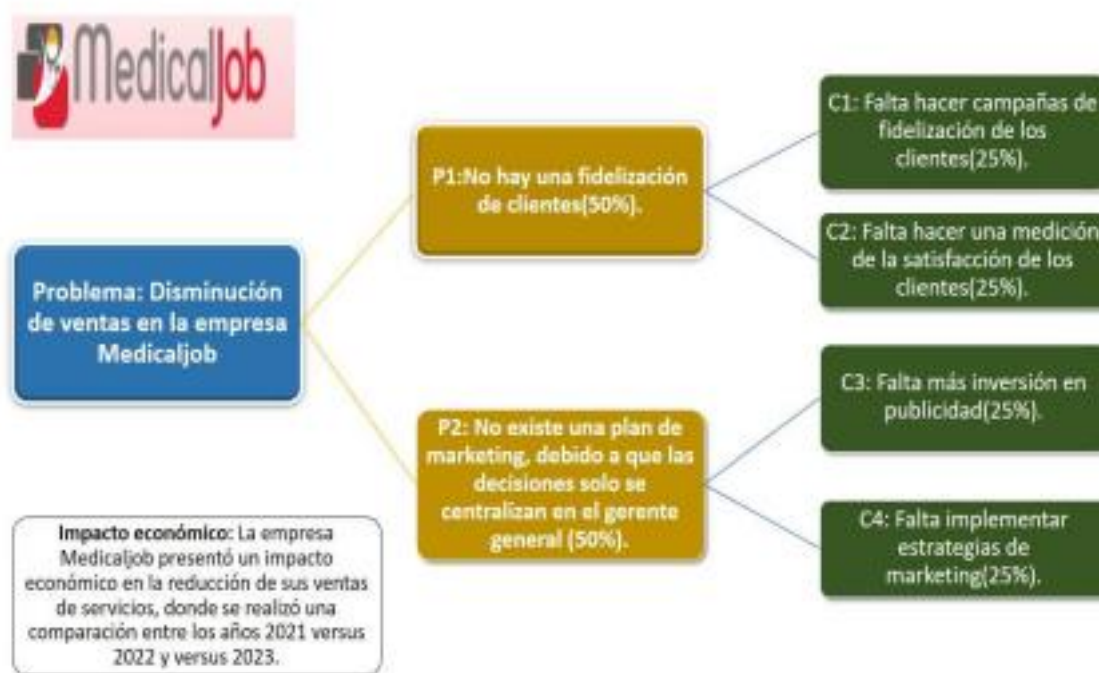 MedicalJob
P1:No hay una fidelización
de clientes(50%).
C1: Falta hacer campañas de
fidelización de los
clientes(25%).
C2: Falta hacer una medición
de la satisfacción de los
clientes(25%).
Problema: Disminución
de ventas en la empresa
Medicaljob
P2: No existe una plan de
marketing, debido a que las
decisiones solo se
centralizan en el gerente
general (50%).
C3: Falta más inversión en
publicidad(25%).
C4: Falta implementar
estrategias de
marketing(25%).
Impacto económico: La empresa
Medicaljob presentó un impacto
económico en la reducción de sus ventas
de servicios, donde se realizó una
comparación entre los años 2021 versus
2022 y versus 2023.